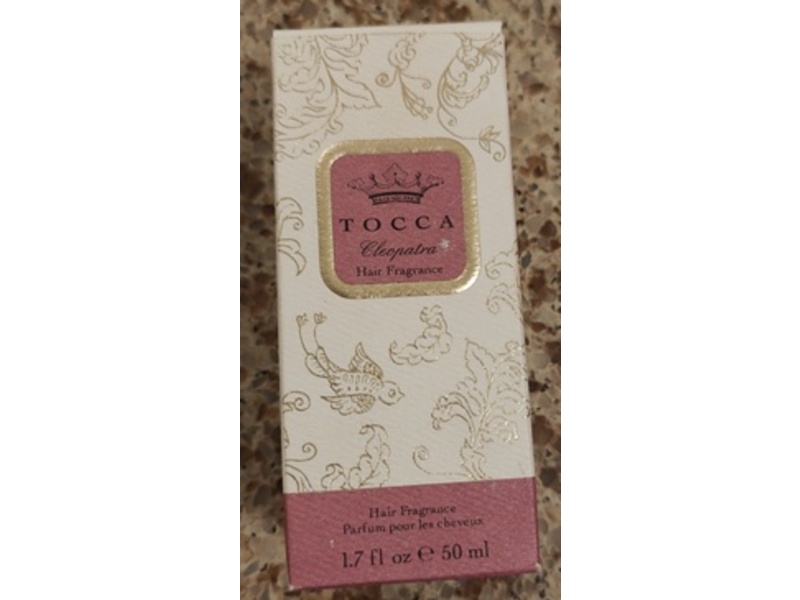 TOCCA
Cleopatra
Hair Fragrance
Hair Fragrance
Parfum pour les cheveux
1.7 fl oz ℮ 50 ml